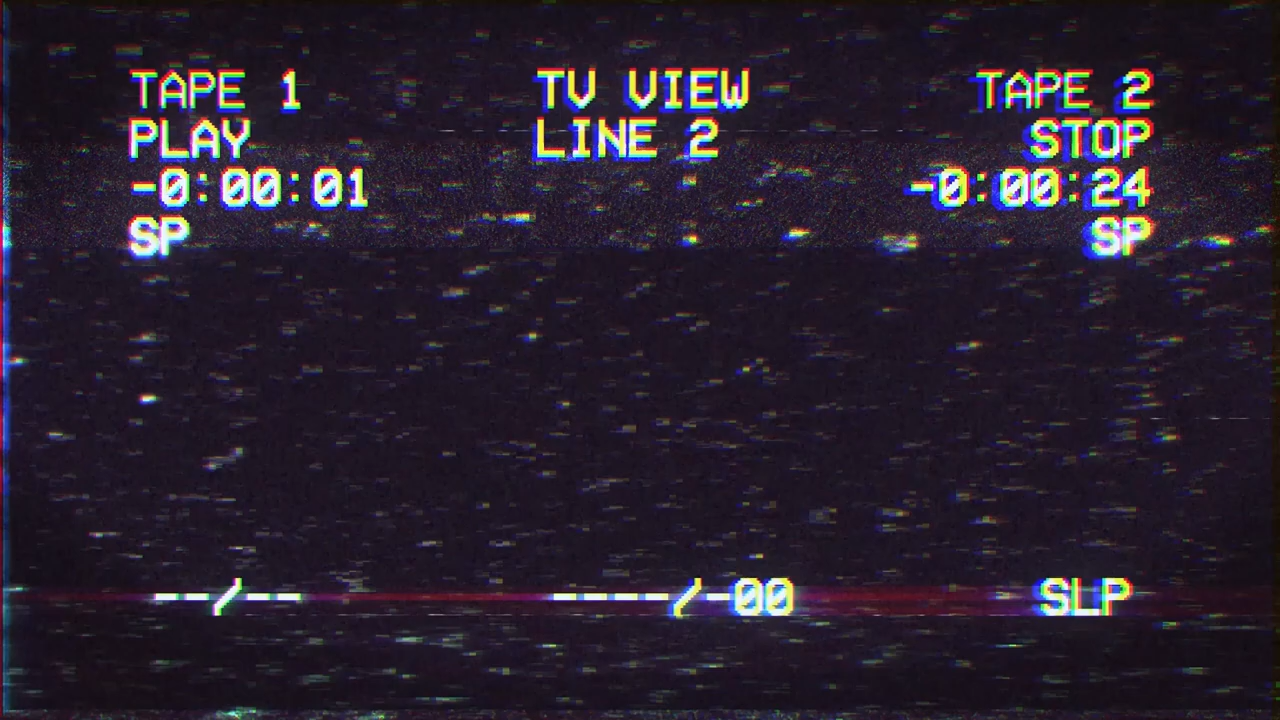 TAPE 1 TV VIEW TAPE 2
PLAY LINE 2 STOP
-0:00:01 -0:00:24
SP SP
--/-- ----/-00 SLP